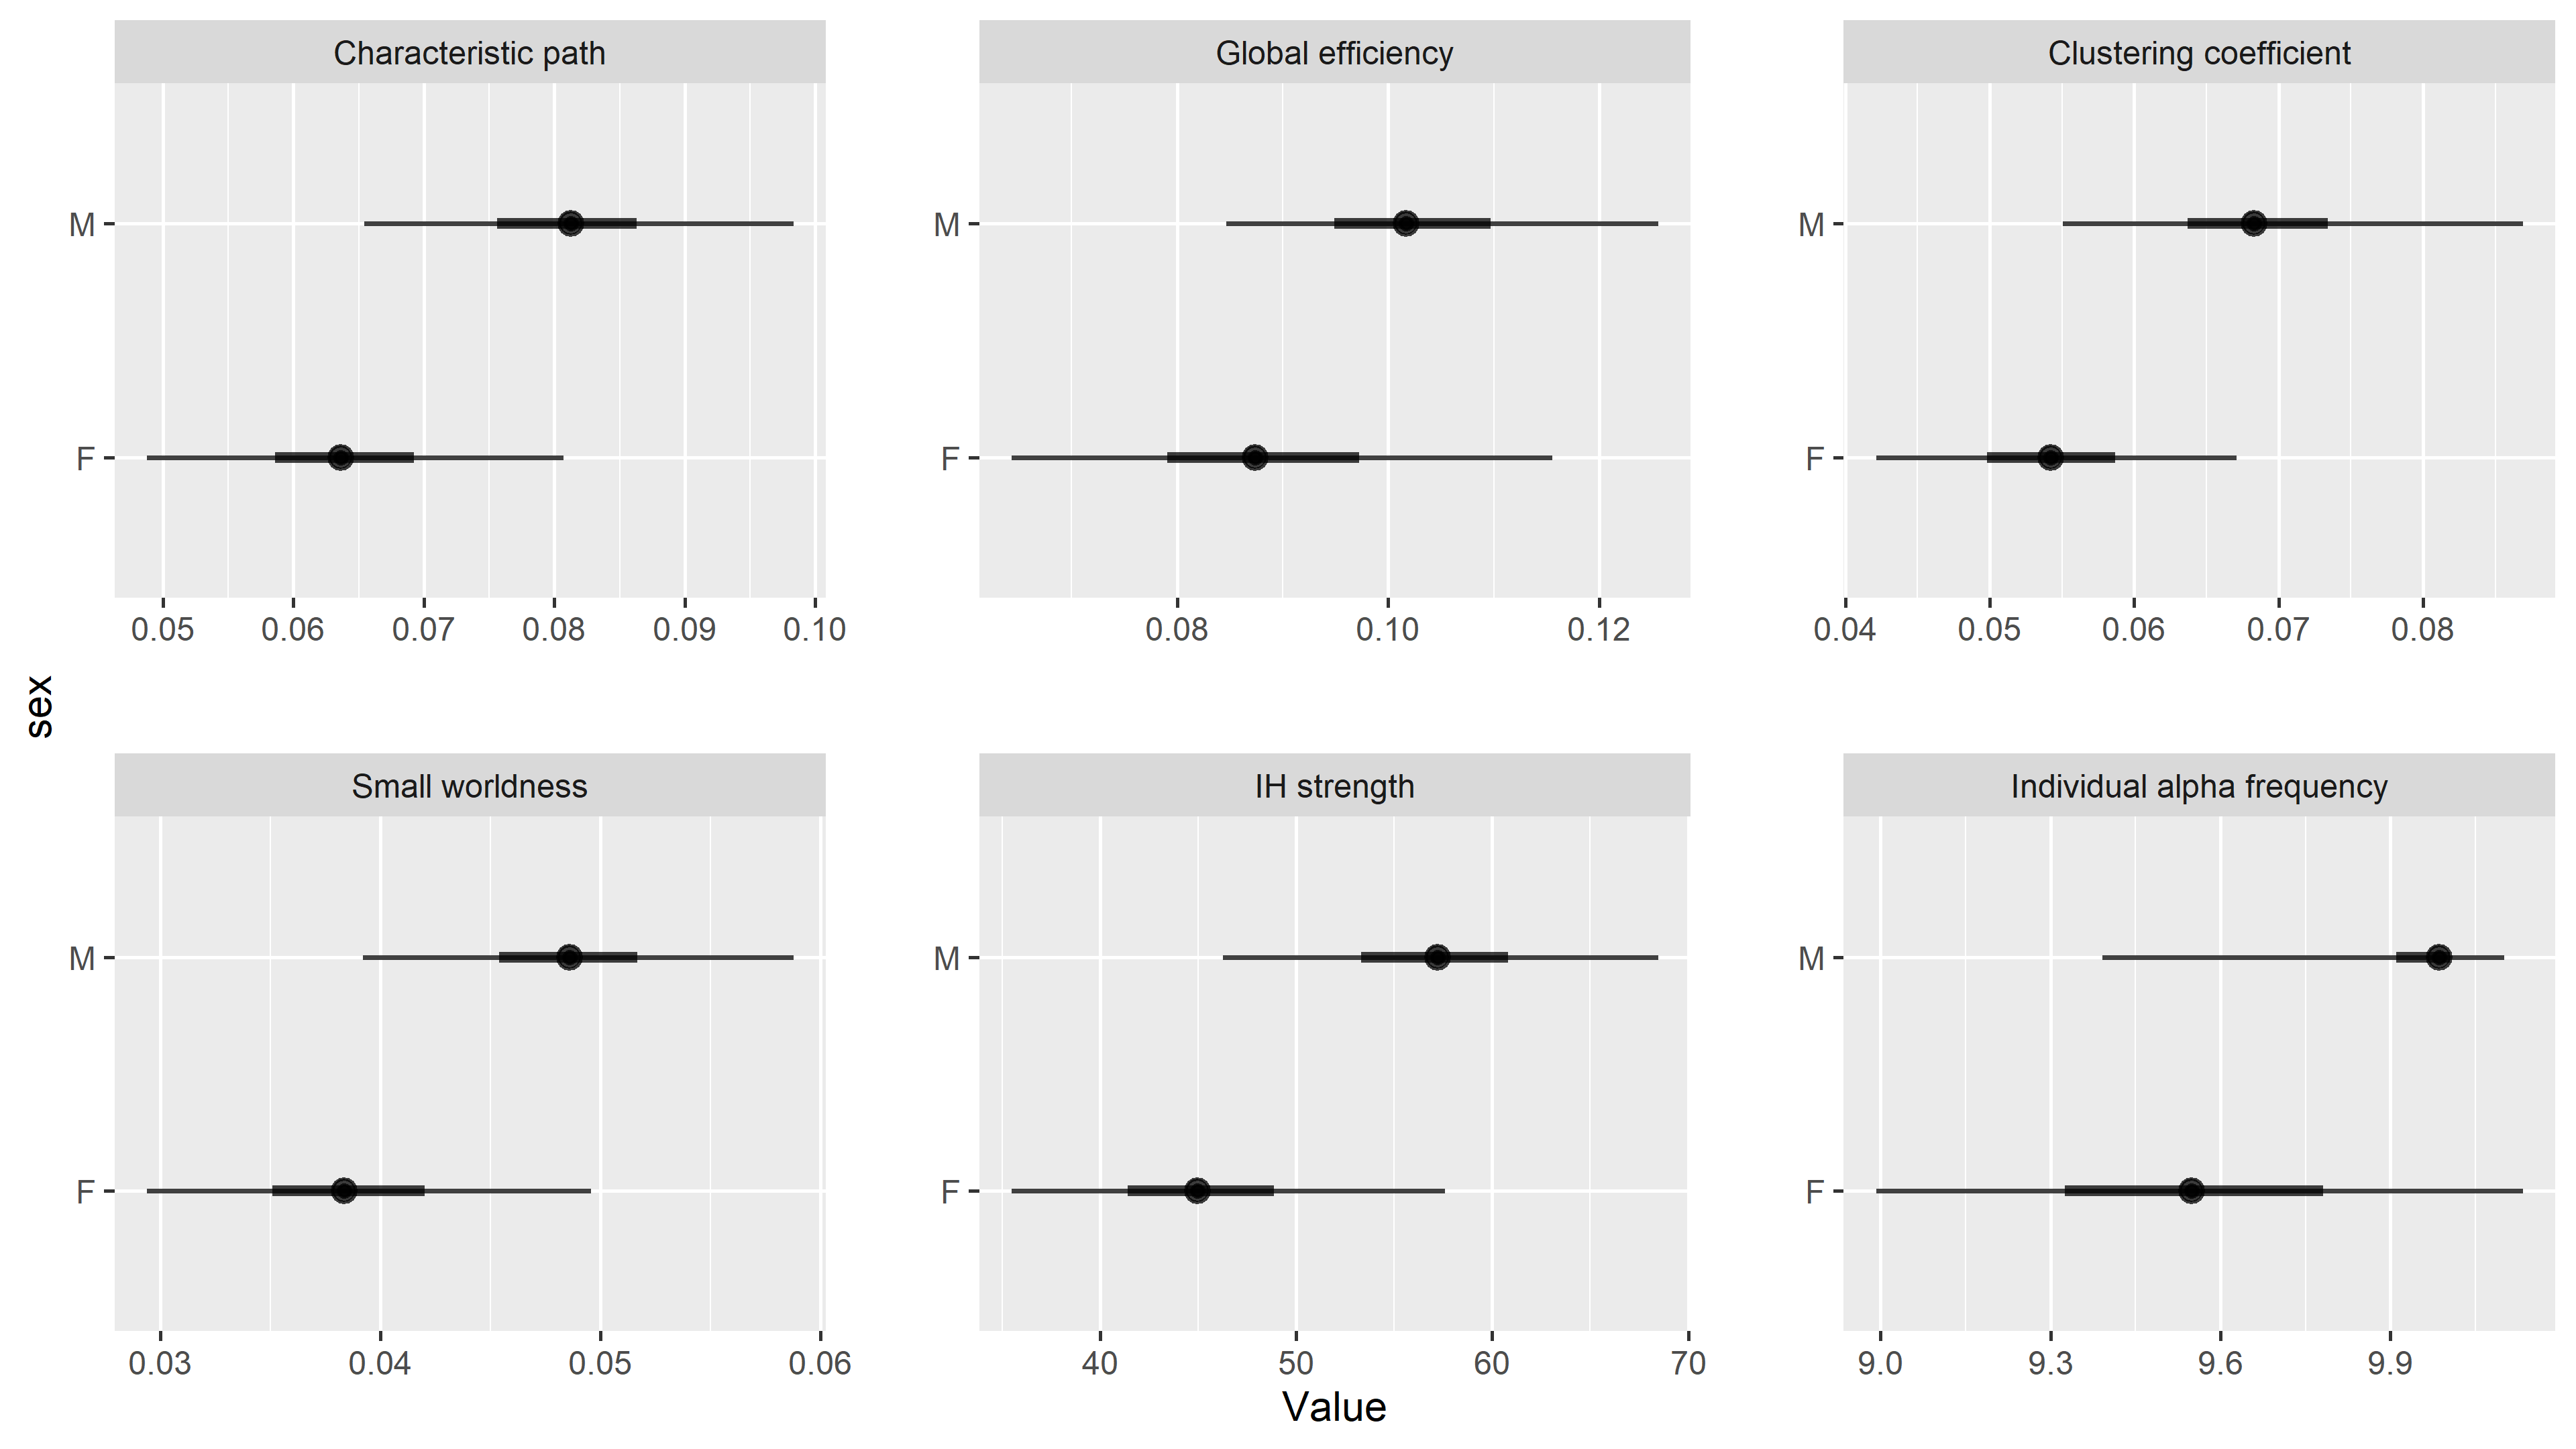 Characteristic path
Global efficiency
Clustering coefficient
M
F
0.05 0.06 0.07 0.08 0.09 0.10
M
F
0.08 0.10 0.12
M
F
0.04 0.05 0.06 0.07 0.08
sex
Small worldness
IH strength
Individual alpha frequency
M
F
0.03 0.04 0.05 0.06
M
F
40 50 60 70
M
F
9.0 9.3 9.6 9.9
Value